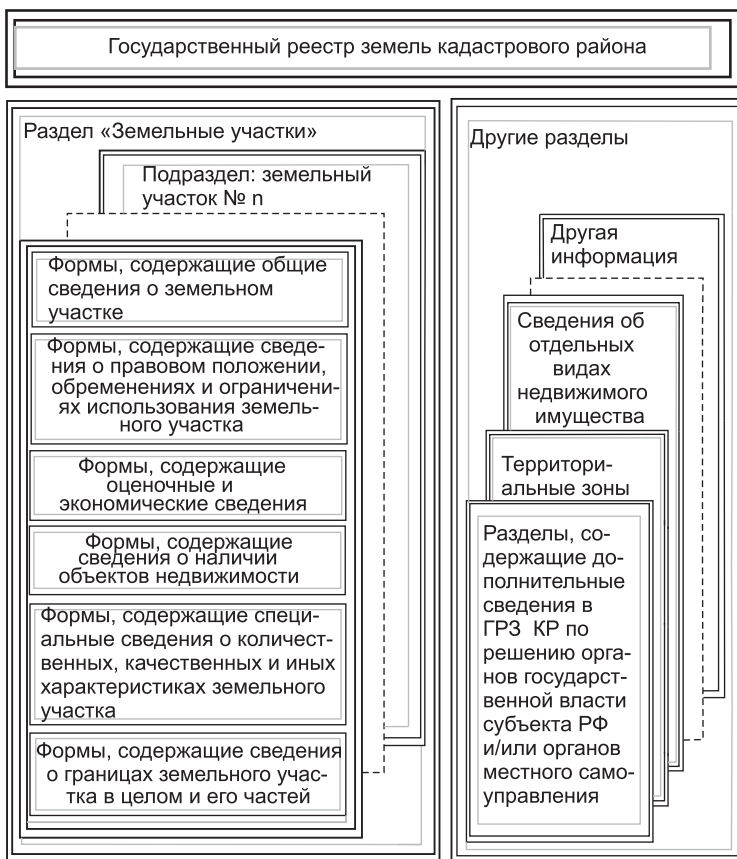 Государственный реестр земель кадастрового района
Раздел «Земельные участки»
Подраздел: земельный
участок № n
Формы, содержащие общие
сведения о земельном
участке
Формы, содержащие сведе-
ния о правовом положении,
обременениях и ограничени-
ях использования земель-
ного участка
Формы, содержащие
оценочные и
экономические сведения
Формы, содержащие
сведения о наличии
объектов недвижимости
Формы, содержащие специ-
альные сведения о количест-
венных, качественных и иных
характеристиках земельного
участка
Формы, содержащие сведения
о границах земельного учас-
тка в целом и его частей
Другие разделы
Другая
информация
Сведения об
отдельных
видах
недвижимого
имущества
Территори-
альные зоны
Разделы, со-
держащие до-
полнительные
сведения в
ГРЗ КР по
решению орга-
нов государст-
венной власти
субъекта РФ
и/или органов
местного само-
управления